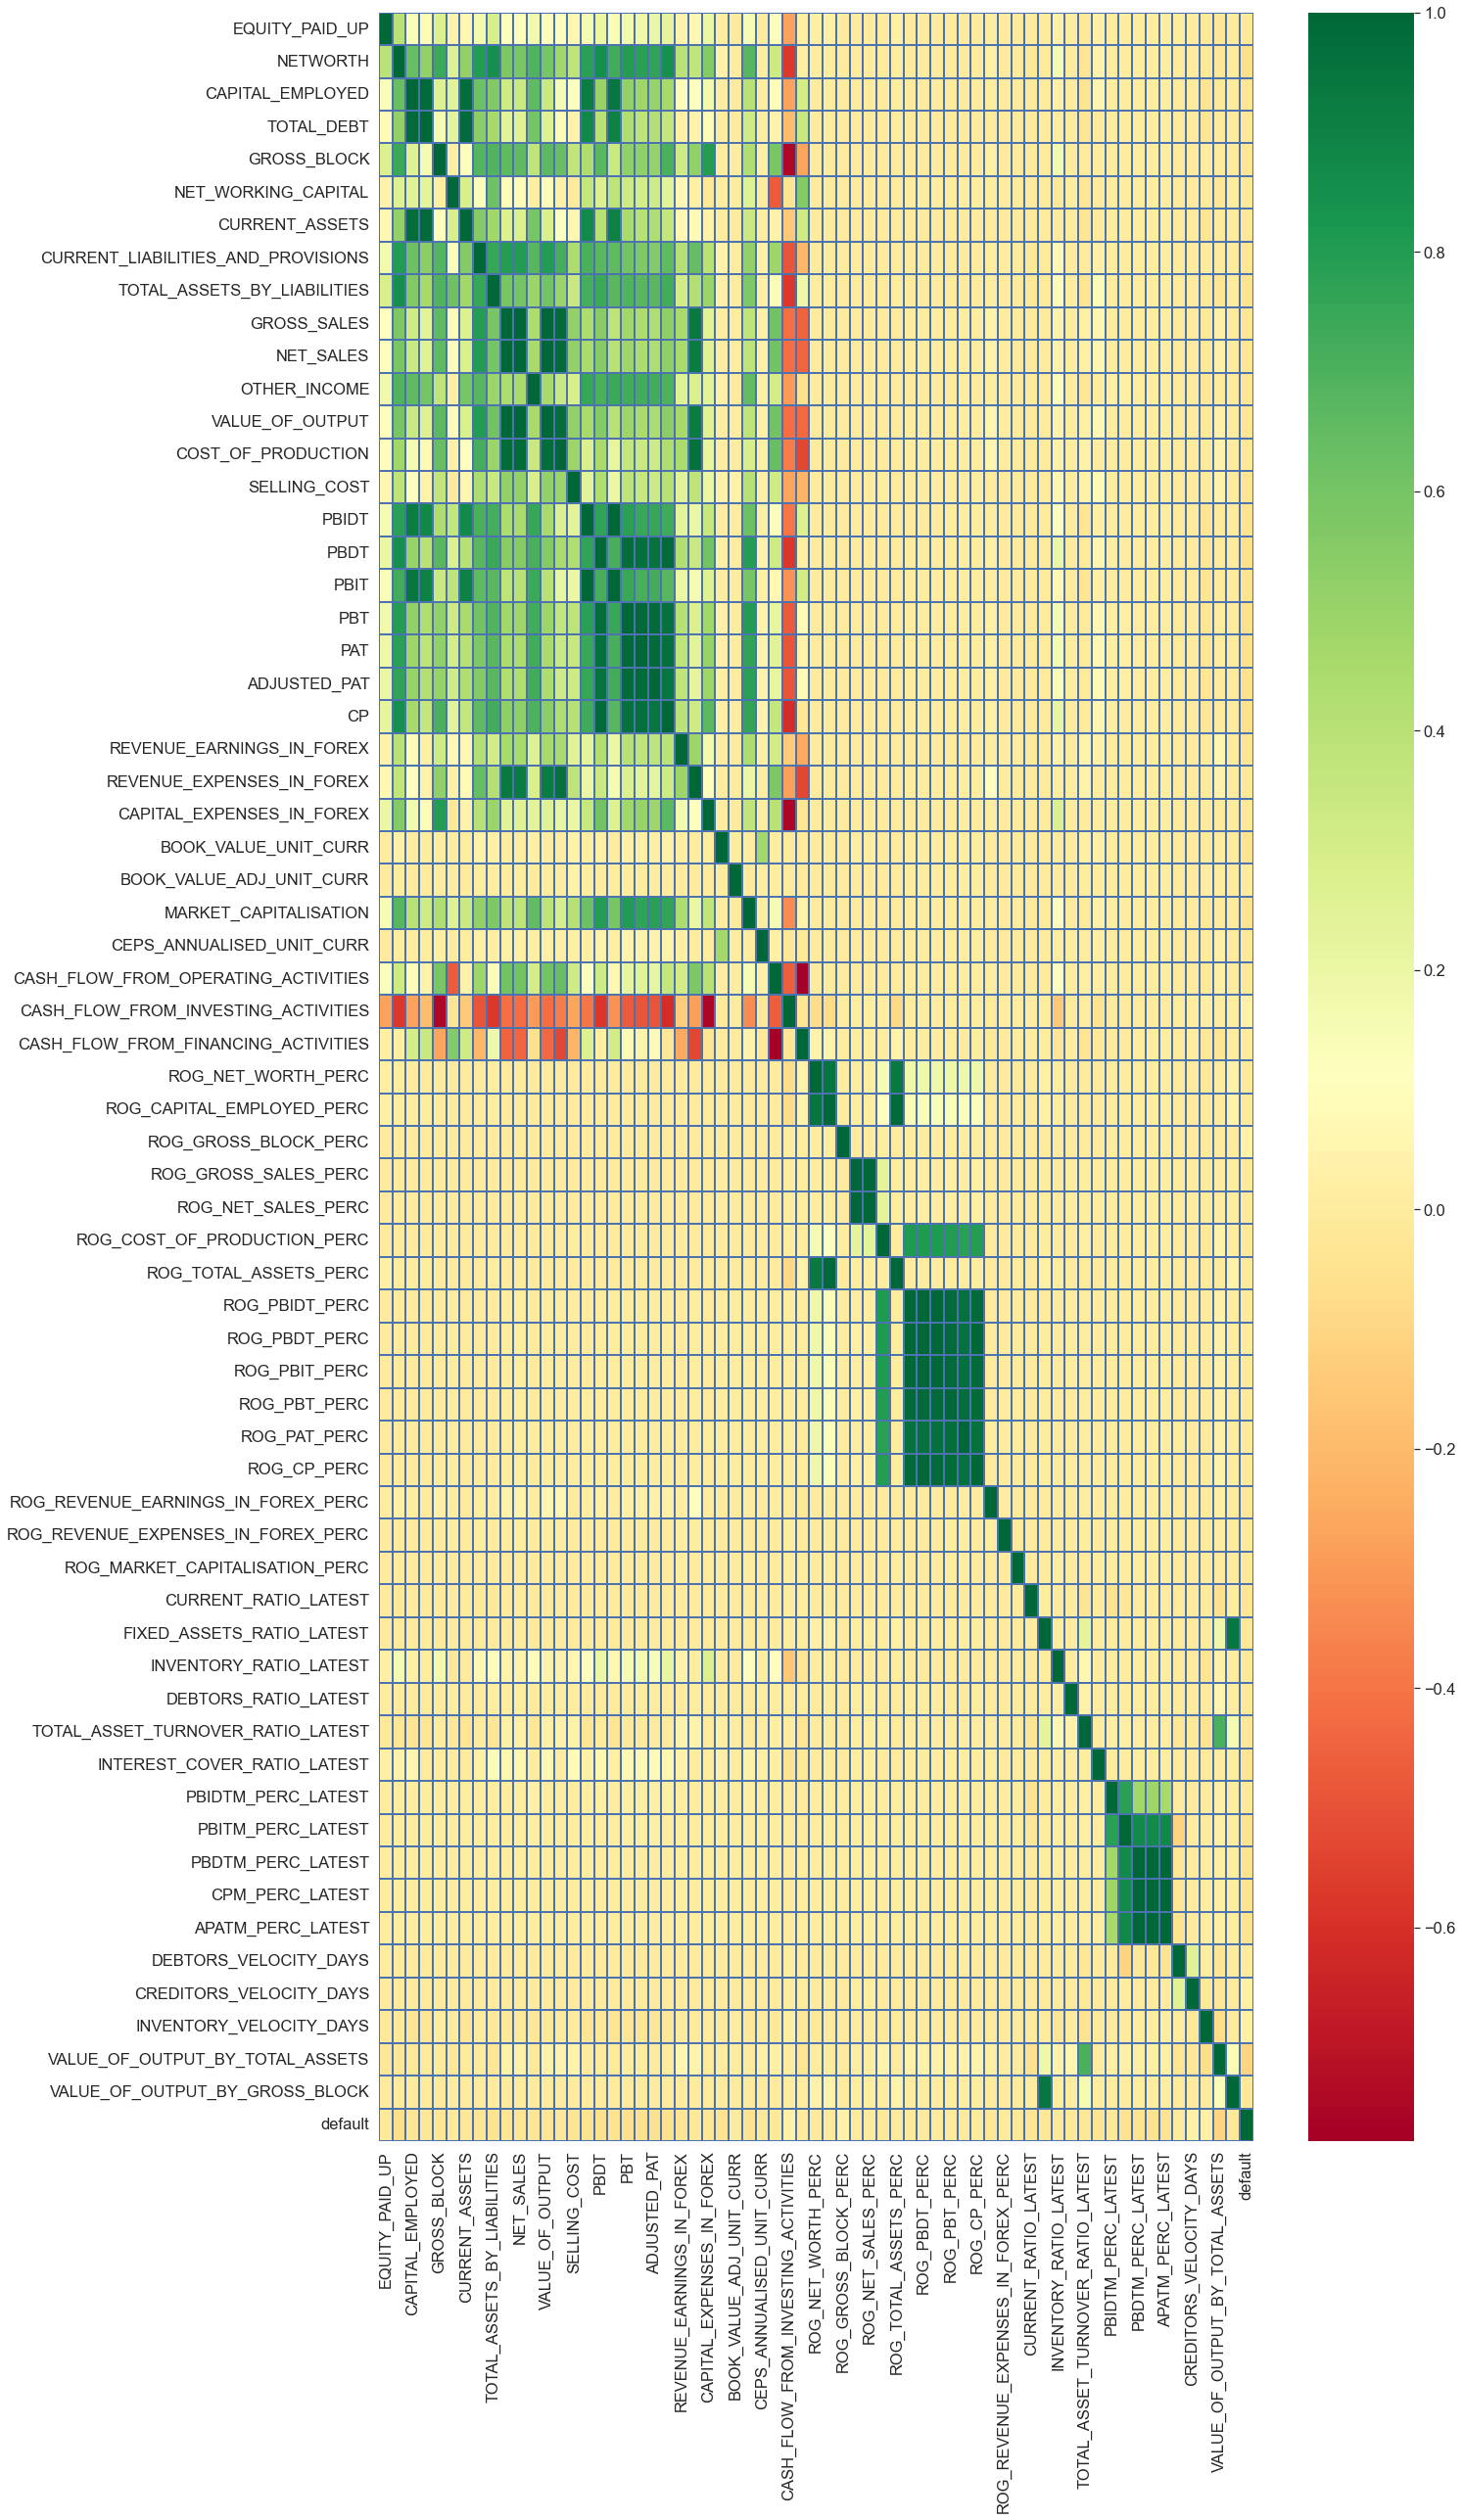 EQUITY_PAID_UP
NETWORTH
CAPITAL_EMPLOYED
TOTAL_DEBT
GROSS_BLOCK
NET_WORKING_CAPITAL
CURRENT_ASSETS
CURRENT_LIABILITIES_AND_PROVISIONS
TOTAL_ASSETS_BY_LIABILITIES
GROSS_SALES
NET_SALES
OTHER_INCOME
VALUE_OF_OUTPUT
COST_OF_PRODUCTION
SELLING_COST
PBIDT
PBDT
PBIT
PBT
PAT
ADJUSTED_PAT
CP
REVENUE_EARNINGS_IN_FOREX
REVENUE_EXPENSES_IN_FOREX
CAPITAL_EXPENSES_IN_FOREX
BOOK_VALUE_UNIT_CURR
BOOK_VALUE_ADJ_UNIT_CURR
MARKET_CAPITALISATION
CEPS_ANNUALISED_UNIT_CURR
CASH_FLOW_FROM_OPERATING_ACTIVITIES
CASH_FLOW_FROM_INVESTING_ACTIVITIES
CASH_FLOW_FROM_FINANCING_ACTIVITIES
ROG_NET_WORTH_PERC
ROG_CAPITAL_EMPLOYED_PERC
ROG_GROSS_BLOCK_PERC
ROG_GROSS_SALES_PERC
ROG_NET_SALES_PERC
ROG_COST_OF_PRODUCTION_PERC
ROG_TOTAL_ASSETS_PERC
ROG_PBIDT_PERC
ROG_PBDT_PERC
ROG_PBIT_PERC
ROG_PBT_PERC
ROG_PAT_PERC
ROG_CP_PERC
ROG_REVENUE_EARNINGS_IN_FOREX_PERC
ROG_REVENUE_EXPENSES_IN_FOREX_PERC
ROG_MARKET_CAPITALISATION_PERC
CURRENT_RATIO_LATEST
FIXED_ASSETS_RATIO_LATEST
INVENTORY_RATIO_LATEST
DEBTORS_RATIO_LATEST
TOTAL_ASSET_TURNOVER_RATIO_LATEST
INTEREST_COVER_RATIO_LATEST
PBIDTM_PERC_LATEST
PBITM_PERC_LATEST
PBDTM_PERC_LATEST
CPM_PERC_LATEST
APATM_PERC_LATEST
DEBTORS_VELOCITY_DAYS
CREDITORS_VELOCITY_DAYS
INVENTORY_VELOCITY_DAYS
VALUE_OF_OUTPUT_BY_TOTAL_ASSETS
VALUE_OF_OUTPUT_BY_GROSS_BLOCK
default
EQUITY_PAID_UP
CAPITAL_EMPLOYED
GROSS_BLOCK
CURRENT_ASSETS
TOTAL_ASSETS_BY_LIABILITIES
NET_SALES
VALUE_OF_OUTPUT
SELLING_COST
PBDT
PBT
ADJUSTED_PAT
REVENUE_EARNINGS_IN_FOREX
CAPITAL_EXPENSES_IN_FOREX
BOOK_VALUE_ADJ_UNIT_CURR
CEPS_ANNUALISED_UNIT_CURR
CASH_FLOW_FROM_INVESTING_ACTIVITIES
ROG_NET_WORTH_PERC
ROG_GROSS_BLOCK_PERC
ROG_NET_SALES_PERC
ROG_TOTAL_ASSETS_PERC
ROG_PBDT_PERC
ROG_PBT_PERC
ROG_CP_PERC
ROG_REVENUE_EXPENSES_IN_FOREX_PERC
CURRENT_RATIO_LATEST
INVENTORY_RATIO_LATEST
TOTAL_ASSET_TURNOVER_RATIO_LATEST
PBIDTM_PERC_LATEST
PBDTM_PERC_LATEST
APATM_PERC_LATEST
CREDITORS_VELOCITY_DAYS
VALUE_OF_OUTPUT_BY_TOTAL_ASSETS
default
1.0
0.8
0.6
0.4
0.2
0.0
−0.2
−0.4
−0.6